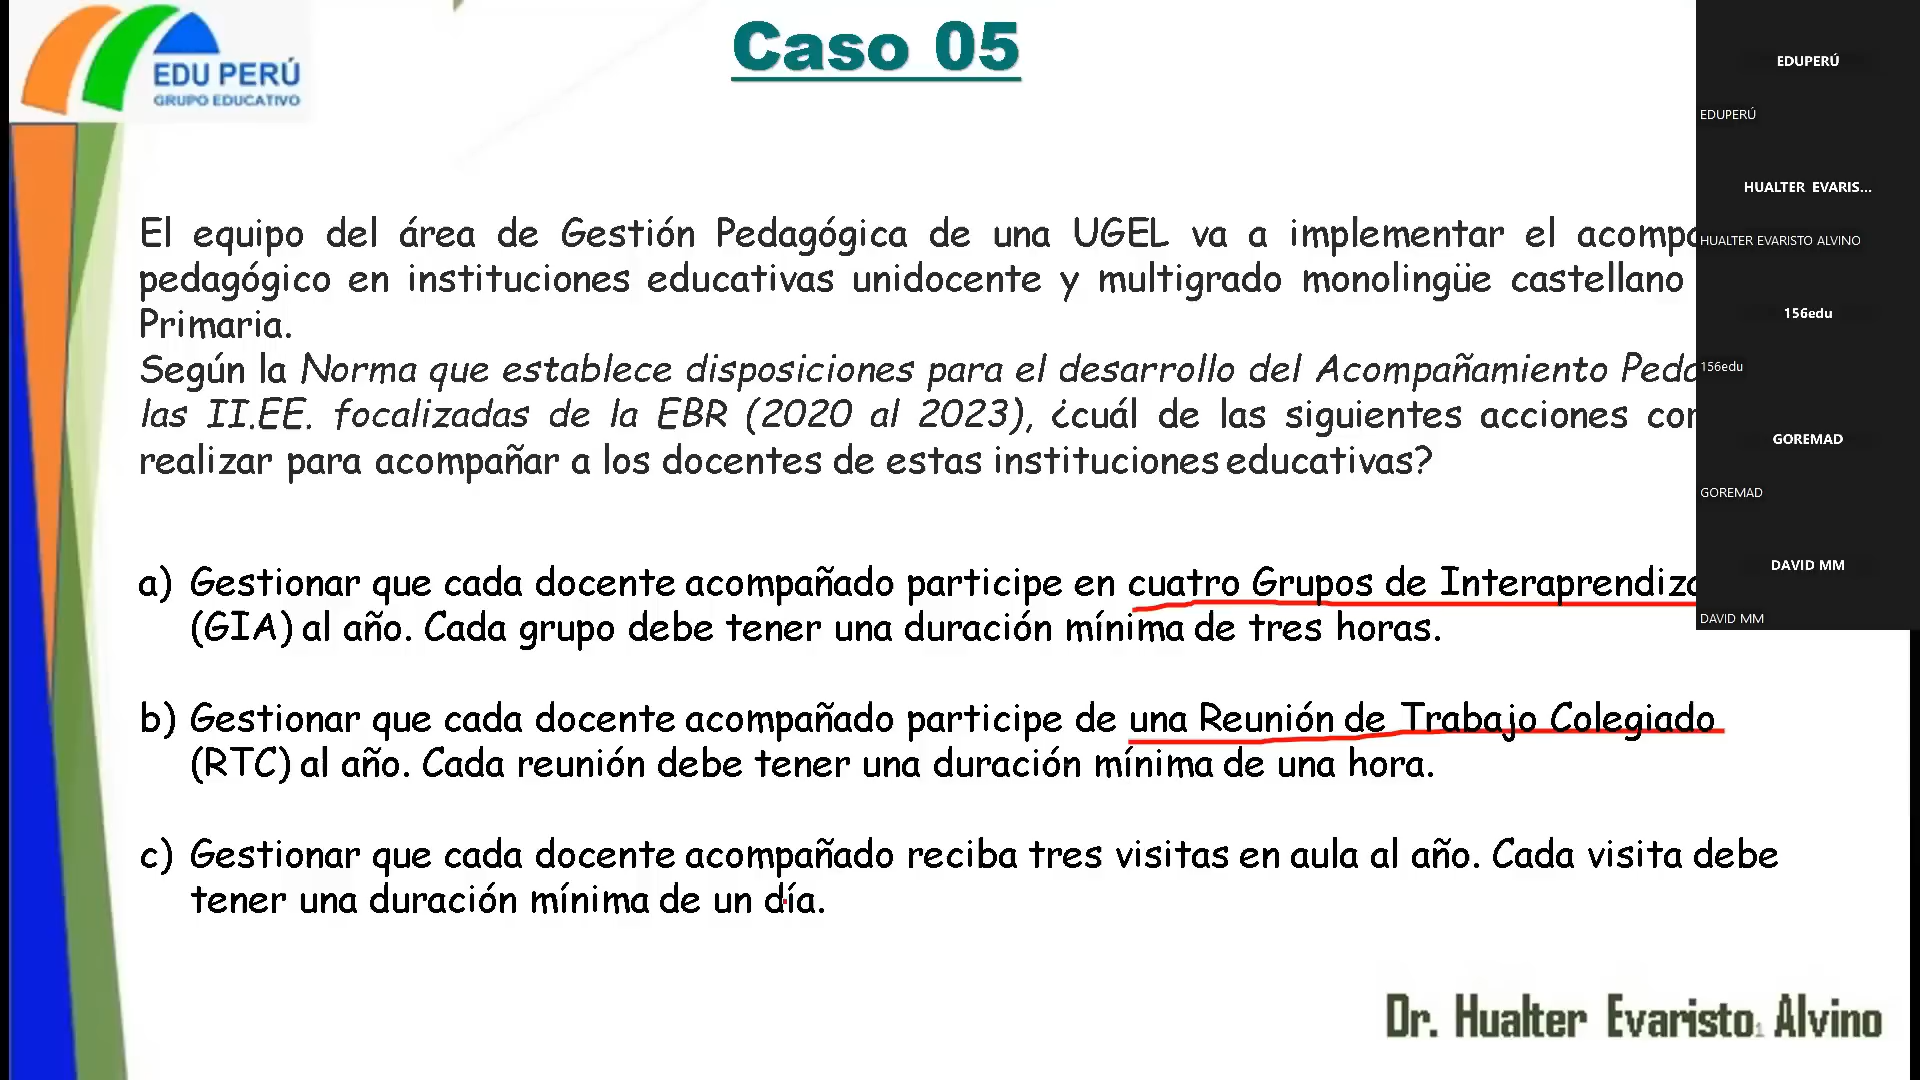 EDU PERÚ
GRUPO EDUCATIVO
Caso 05
El equipo del área de Gestión Pedagógica de una UGEL va a implementar el
pedagógico en instituciones educativas unidocente y multigrado monolingüe castellano
Primaria.
Según la Norma que establece disposiciones para el desarrollo del Acompañamiento
las II.EE. focalizadas de la EBR (2020 al 2023), ¿cuál de las siguientes acciones
realizar para acompañar a los docentes de estas instituciones educativas?
a) Gestionar que cada docente acompañado participe en cuatro Grupos de
(GIA) al año. Cada grupo debe tener una duración mínima de tres horas.
b) Gestionar que cada docente acompañado participe de una Reunión de Trabajo Colegiado
(RTC) al año. Cada reunión debe tener una duración mínima de una hora.
c) Gestionar que cada docente acompañado reciba tres visitas en aula al año. Cada visita debe
tener una duración mínima de un día.
Dr. Hualter Evaristo Alvino
EDUPERÚ
EDUPERÚ
HUALTER EVARIS...
HUALTER EVARISTO ALVINO
156edu
156edu
GOREMAD
GOREMAD
DAVID MM
DAVID MM